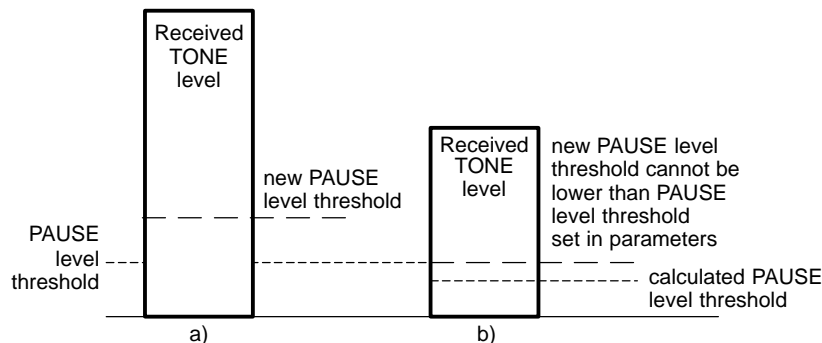 Received
TONE
level
new PAUSE
level threshold
PAUSE
level
threshold
a)
Received
TONE
level
new PAUSE level
threshold cannot be
lower than PAUSE
level threshold
set in parameters
calculated PAUSE
level threshold
b)